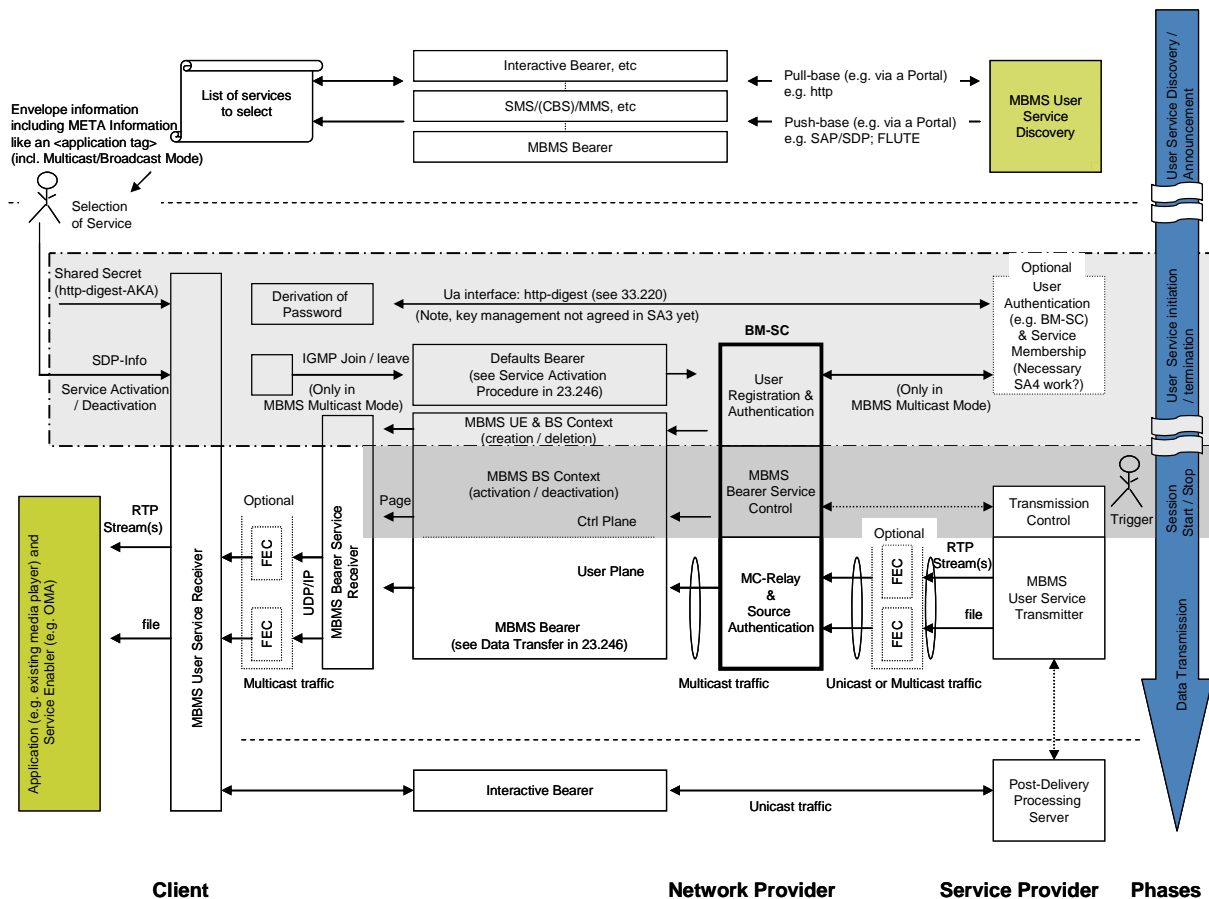 Interactive Bearer, etc
SMS/(CBS)/MMS, etc
MBMS Bearer
List of services
to select
Pull-base (e.g. via a Portal)
e.g. http
Push-base (e.g. via a Portal)
e.g. SAP/SDP; FLUTE
MBMS User
Service
Discovery
User Service Discovery /
Announcement
Envelope information
including META Information
like an <application tag>
(incl. Multicast/Broadcast Mode)
Selection
of Service
Shared Secret
(http-digest-AKA)
Derivation of
Password
Ua interface: http-digest (see 33.220)
(Note, key management not agreed in SA3 yet)
Optional
User
Authentication
(e.g. BM-SC)
& Service
Membership
(Necessary
SA4 work?)
User Service initiation
/ termination
BM-SC
SDP-Info
Service Activation
/ Deactivation
IGMP Join / leave
(Only in
MBMS Multicast Mode)
Defaults Bearer
(see Service Activation
Procedure in 23.246)
User
Registration &
Authentication
(Only in
MBMS Multicast Mode)
MBMS UE & BS Context
(creation / deletion)
MBMS BS Context
(activation / deactivation)
Page
Ctrl Plane
MBMS
Bearer Service
Control
Transmission
Control
Trigger
Session
Start / Stop
RTP
Stream(s)
Optional
FEC
UDP/IP
FEC
file
Multicast traffic
MBMS Bearer Service
Receiver
MBMS User Service Receiver
Application (e.g. existing media player) and
Service Enabler (e.g. OMA)
User Plane
MBMS Bearer
(see Data Transfer in 23.246)
MC-Relay
&
Source
Authentication
Multicast traffic
Optional
FEC
FEC
RTP
Stream(s)
file
Unicast or Multicast traffic
MBMS
User Service
Transmitter
Data Transmission
Interactive Bearer
Unicast traffic
Post-Delivery
Processing
Server
Client
Network Provider
Service Provider
Phases